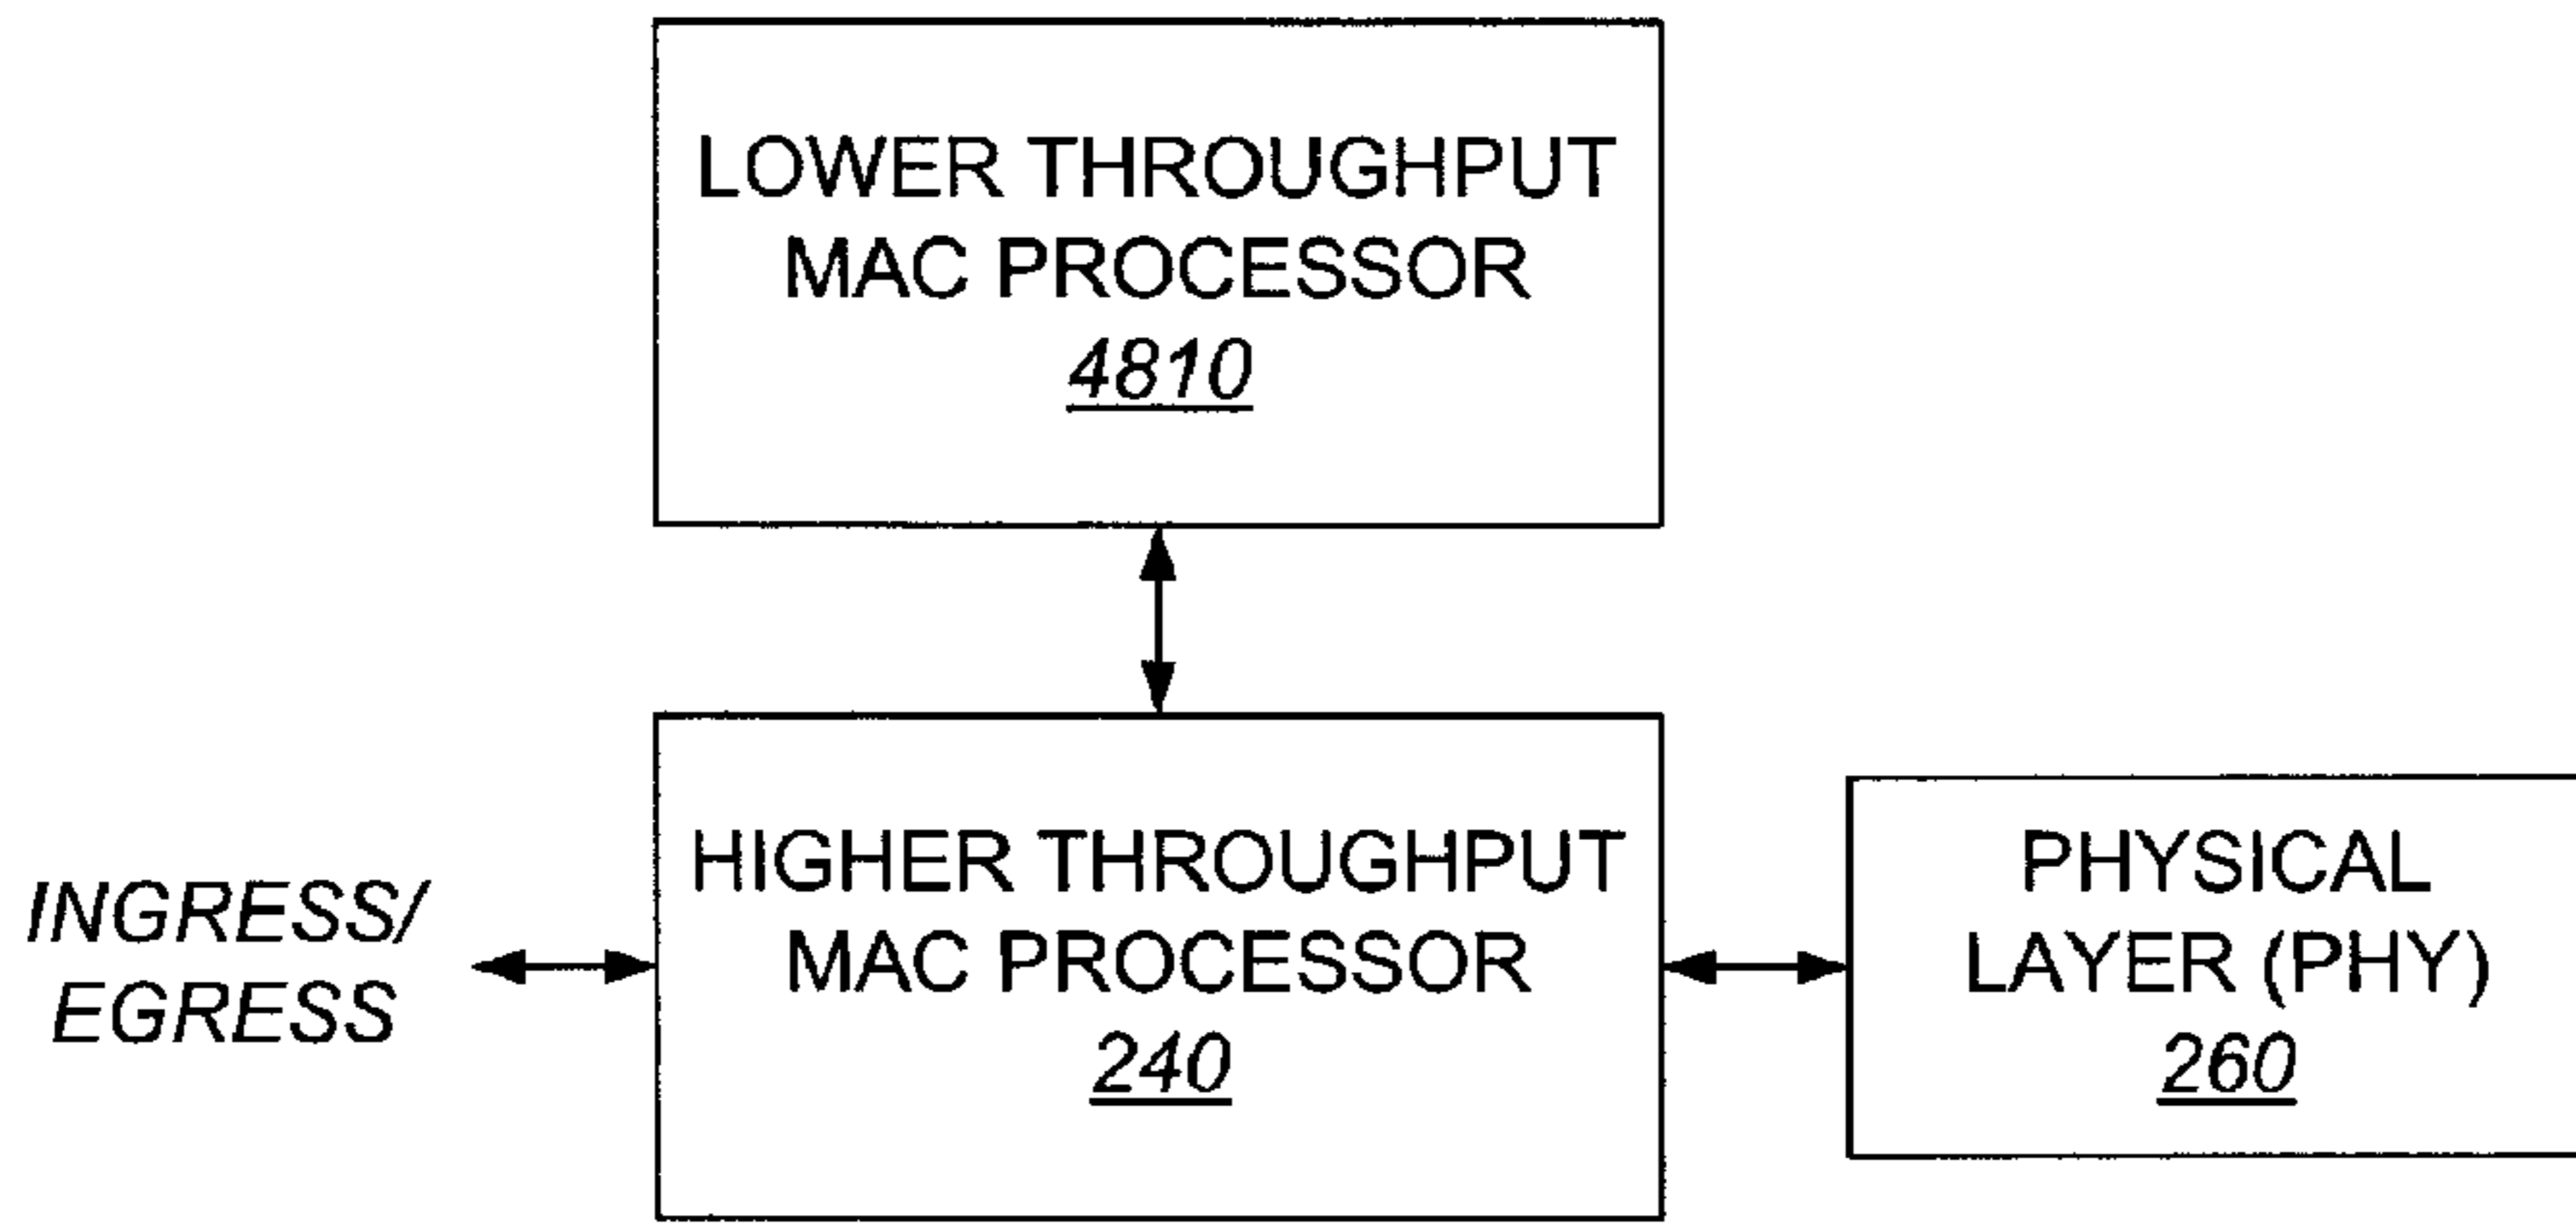 LOWER THROUGHPUT
MAC PROCESSOR
4810
INGRESS/
EGRESS
HIGHER THROUGHPUT
MAC PROCESSOR
240
PHYSICAL
LAYER (PHY)
260